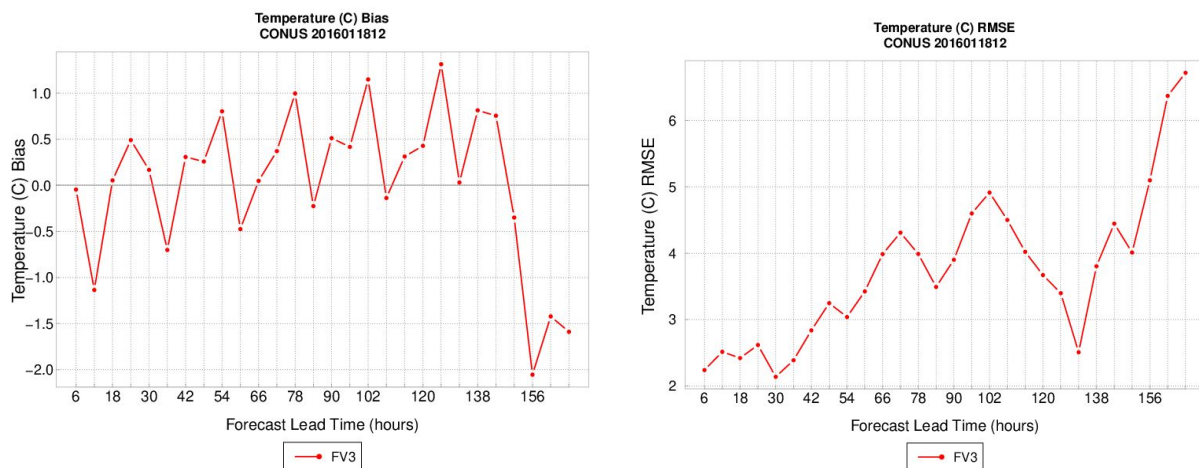 Temperature (C) Bias
CONUS 2016011812
Temperature (C) Bias
1.0
0.5
0.0
−0.5
−1.0
−1.5
−2.0
6 18 30 42 54 66 78 90 102 120 138 156
Forecast Lead Time (hours)
FV3
Temperature (C) RMSE
CONUS 2016011812
Temperature (C) RMSE
6
5
4
3
2
6 18 30 42 54 66 78 90 102 120 138 156
Forecast Lead Time (hours)
FV3